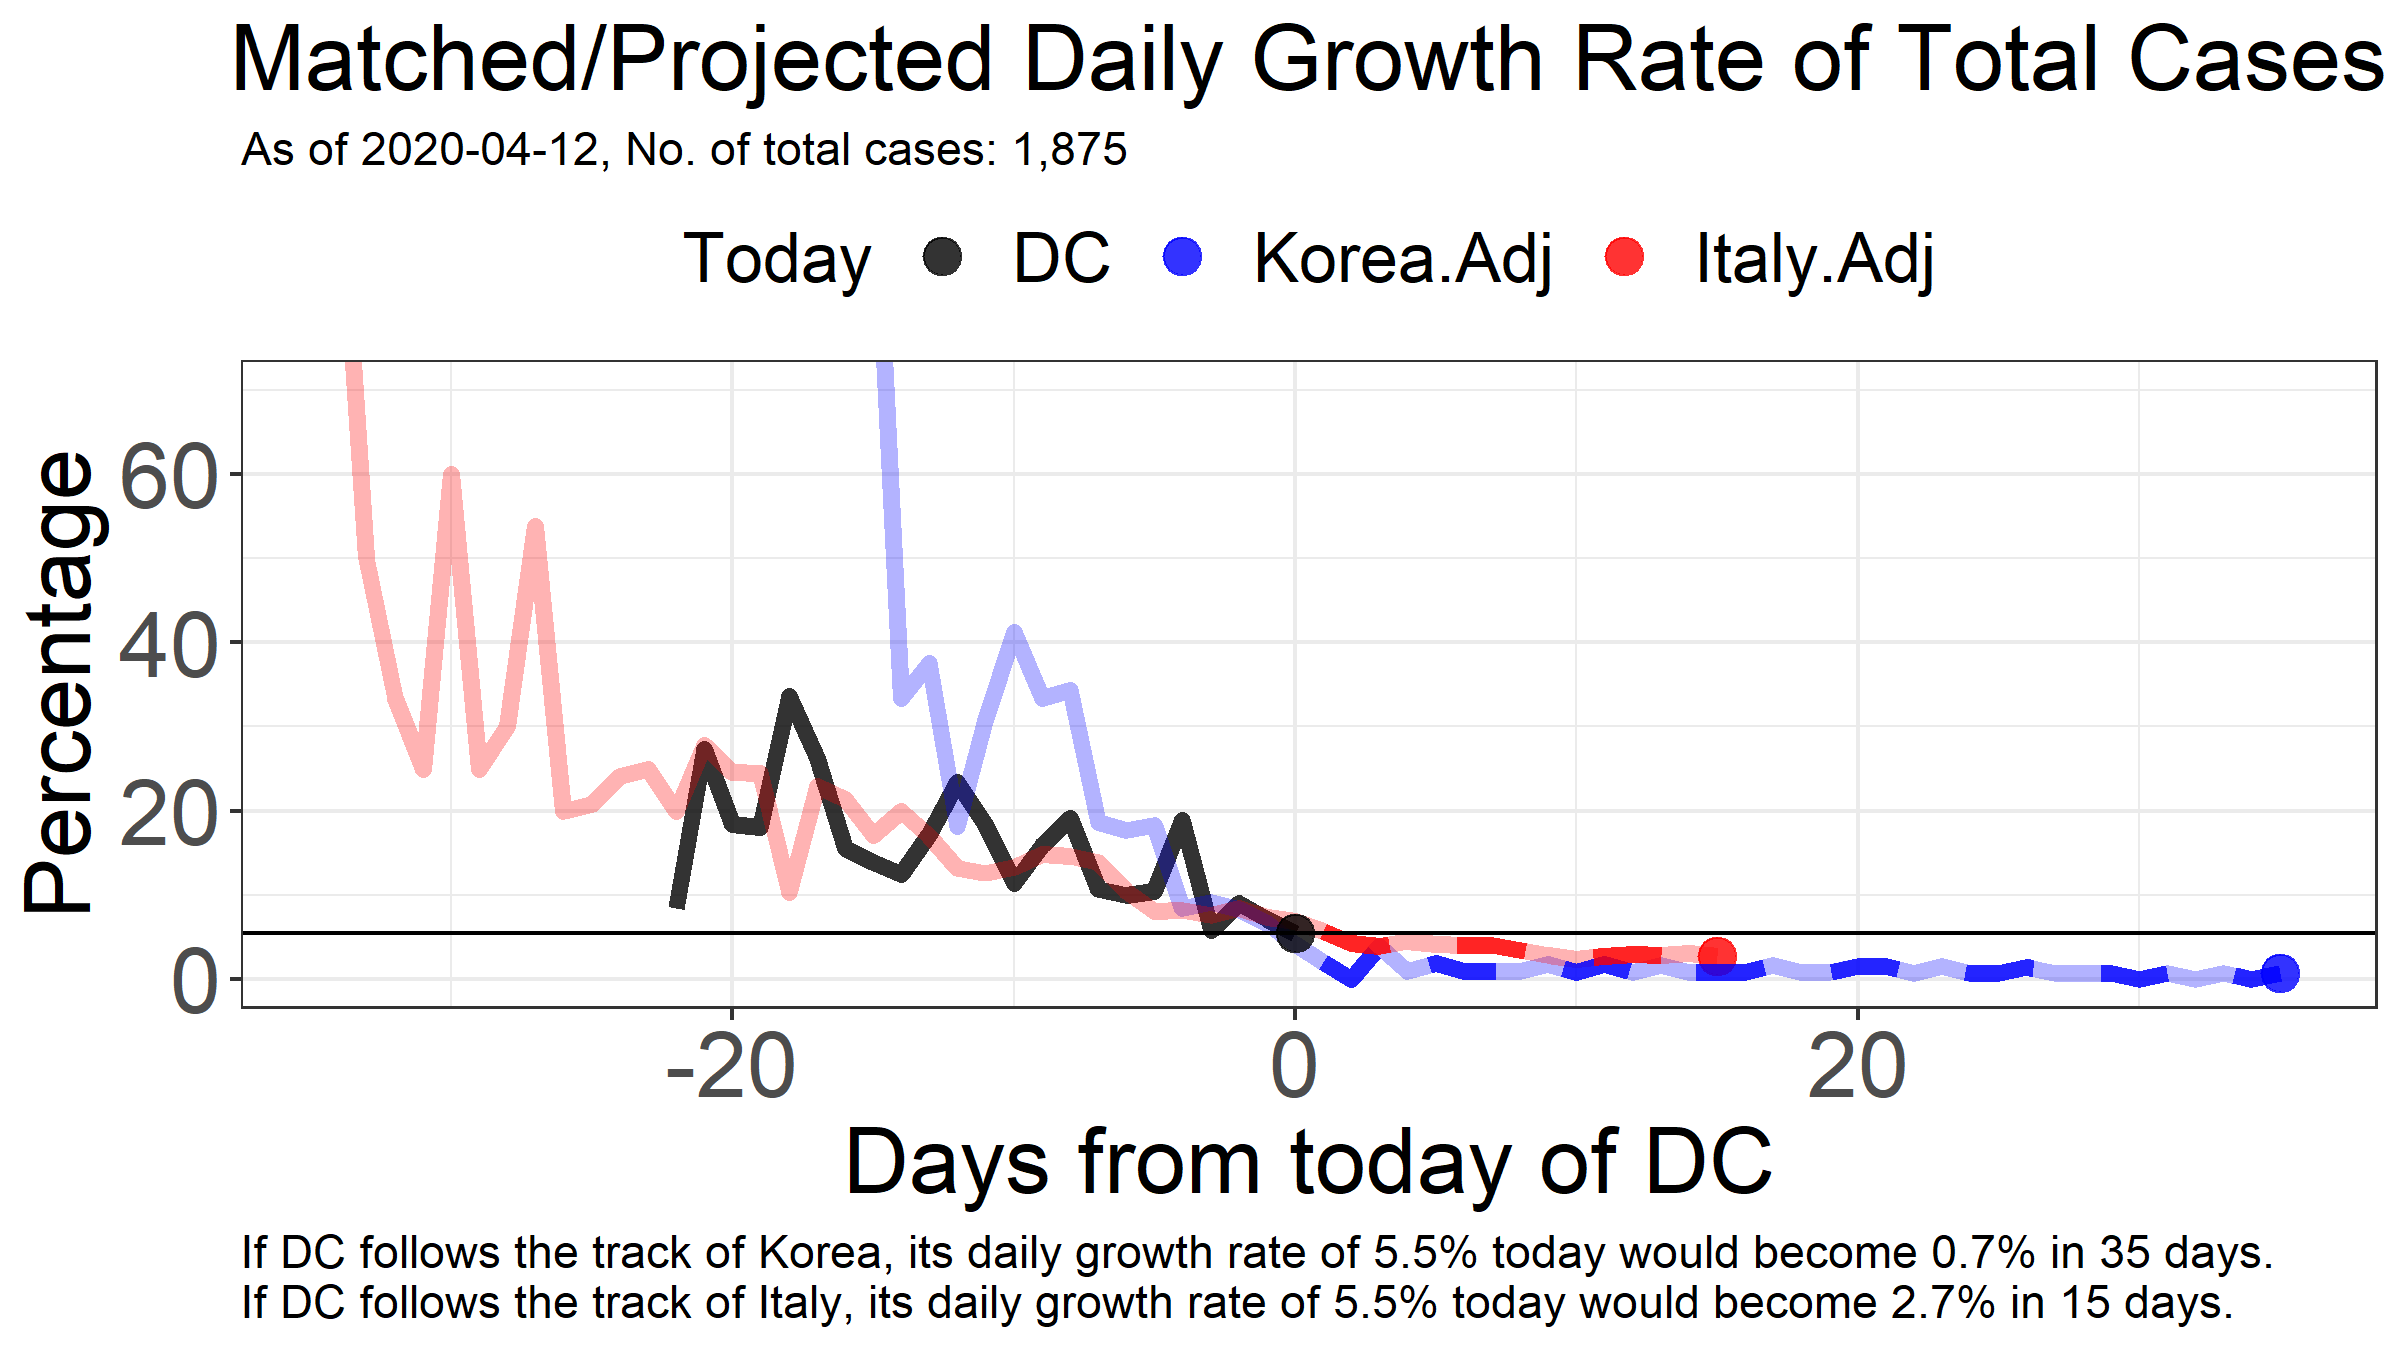 Matched/Projected Daily Growth Rate of Total Cases
As of 2020-04-12, No. of total cases: 1,875
Today DC Korea.Adj Italy.Adj
Percentage
60
40
20
0
-20 0 20
Days from today of DC
If DC follows the track of Korea, its daily growth rate of 5.5% today would become 0.7% in 35 days.
If DC follows the track of Italy, its daily growth rate of 5.5% today would become 2.7% in 15 days.